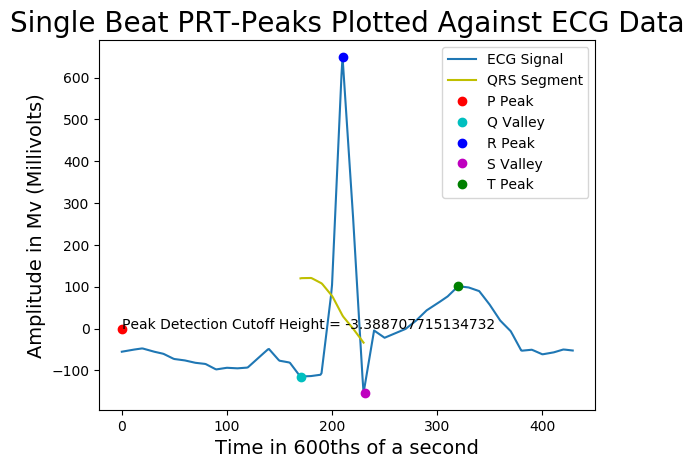 Single Beat PRT-Peaks Plotted Against ECG Data
Amplitude in Mv (Millivolts)
600
500
400
300
200
100
0
−100
ECG Signal
QRS Segment
P Peak
Q Valley
R Peak
S Valley
T Peak
Peak Detection Cutoff Height = -3.388707715134732
0 100 200 300 400
Time in 600ths of a second